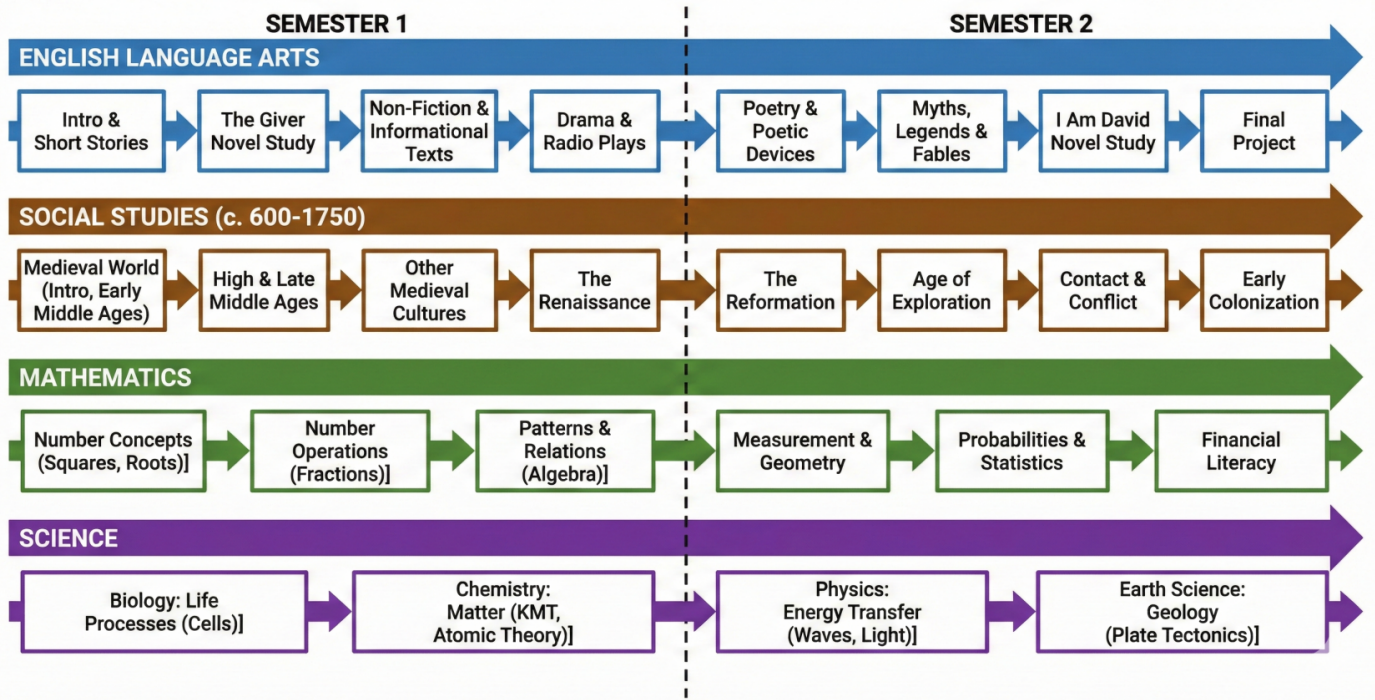 SEMESTER 1
SEMESTER 2
ENGLISH LANGUAGE ARTS
Intro &
Short Stories
The Giver
Novel Study
Non-Fiction &
Informational
Texts
Drama &
Radio Plays
Poetry &
Poetic
Devices
Myths,
Legends &
Fables
I Am David
Novel Study
Final
Project
SOCIAL STUDIES (c. 600-1750)
Medieval World
(Intro, Early
Middle Ages)
High & Late
Middle Ages
Other
Medieval
Cultures
The
Renaissance
The
Reformation
Age of
Exploration
Contact &
Conflict
Early
Colonization
MATHEMATICS
Number Concepts
(Squares, Roots)]
Number
Operations
(Fractions)]
Patterns &
Relations
(Algebra)]
Measurement &
Geometry
Probabilities &
Statistics
Financial
Literacy
SCIENCE
Biology: Life
Processes (Cells)]
Chemistry:
Matter (KMT,
Atomic Theory)]
Physics:
Energy Transfer
(Waves, Light)]
Earth Science:
Geology
(Plate Tectonics)]